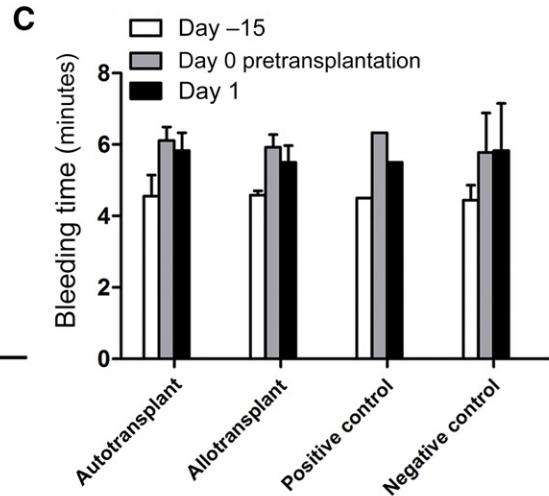 C
Day –15
Day 0 pretransplantation
Day 1
Bleeding time (minutes)
8
6
4
2
0
Autotransplant
Allotransplant
Positive control
Negative control